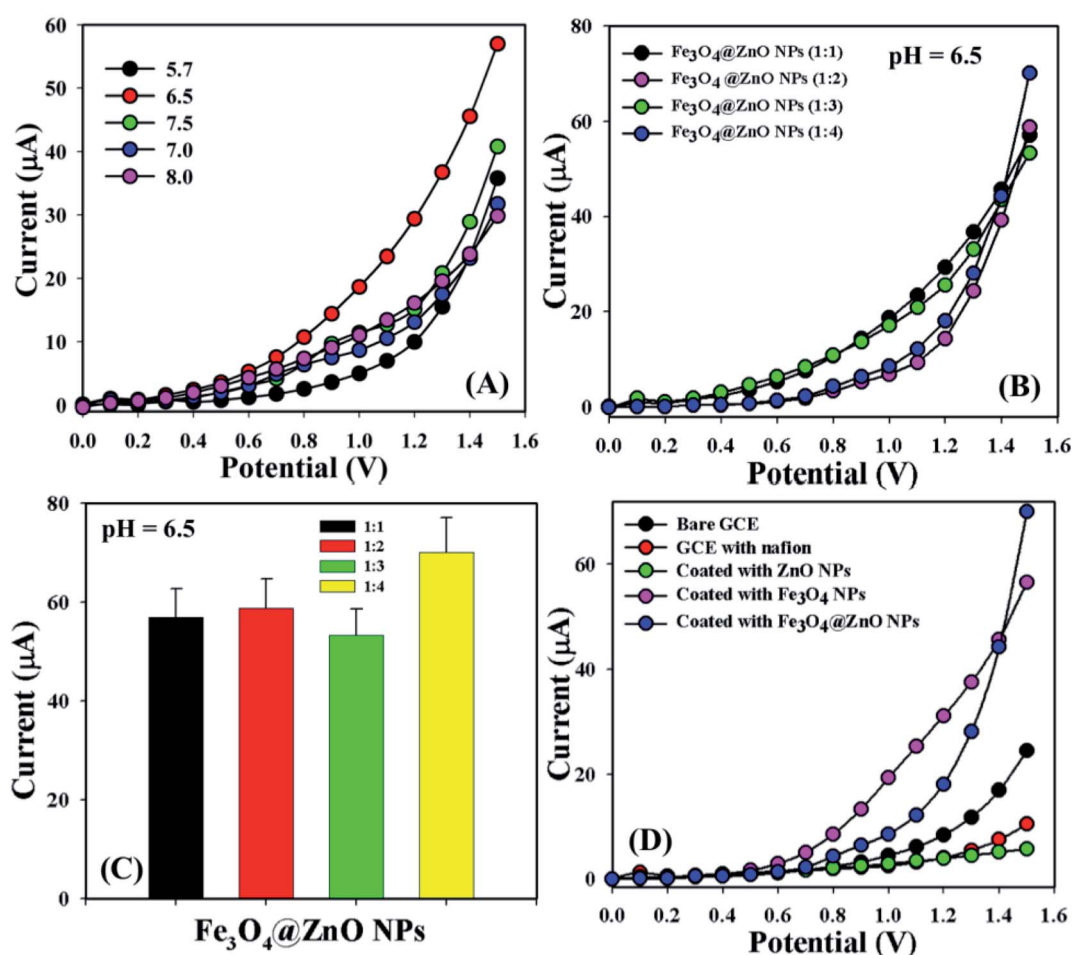 60
50
40
30
20
10
0
Current (µA)
5.7
6.5
7.5
7.0
8.0
(A)
0.0 0.2 0.4 0.6 0.8 1.0 1.2 1.4 1.6
Potential (V)
80
60
40
20
0
Current (µA)
Fe3O4@ZnO NPs (1:1)
Fe3O4 @ZnO NPs (1:2)
Fe3O4@ZnO NPs (1:3)
Fe3O4@ZnO NPs (1:4)
pH = 6.5
(B)
0.0 0.2 0.4 0.6 0.8 1.0 1.2 1.4 1.6
Potential (V)
80
60
40
20
0
Current (µA)
pH = 6.5
1:1
1:2
1:3
1:4
(C)
Fe3O4@ZnO NPs
60
40
20
0
Current (µA)
Bare GCE
GCE with nafion
Coated with ZnO NPs
Coated with Fe3O4 NPs
Coated with Fe3O4@ZnO NPs
(D)
0.0 0.2 0.4 0.6 0.8 1.0 1.2 1.4 1.6
Potential (V)